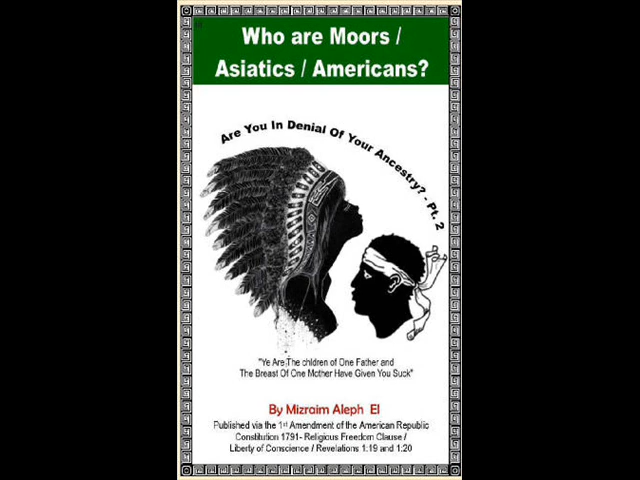 Who are Moors /
Asiatics / Americans?
Are You In Denial Of Your Ancestry? - Pt. 2
"Ye Are The chldren of One Father and
The Breast Of One Mother Have Given You Suck"
By Mizraim Aleph El
Published via the 1st Amendment of the American Republic
Constitution 1791- Religious Freedom Clause /
Liberty of Conscience / Revelations 1:19 and 1:20